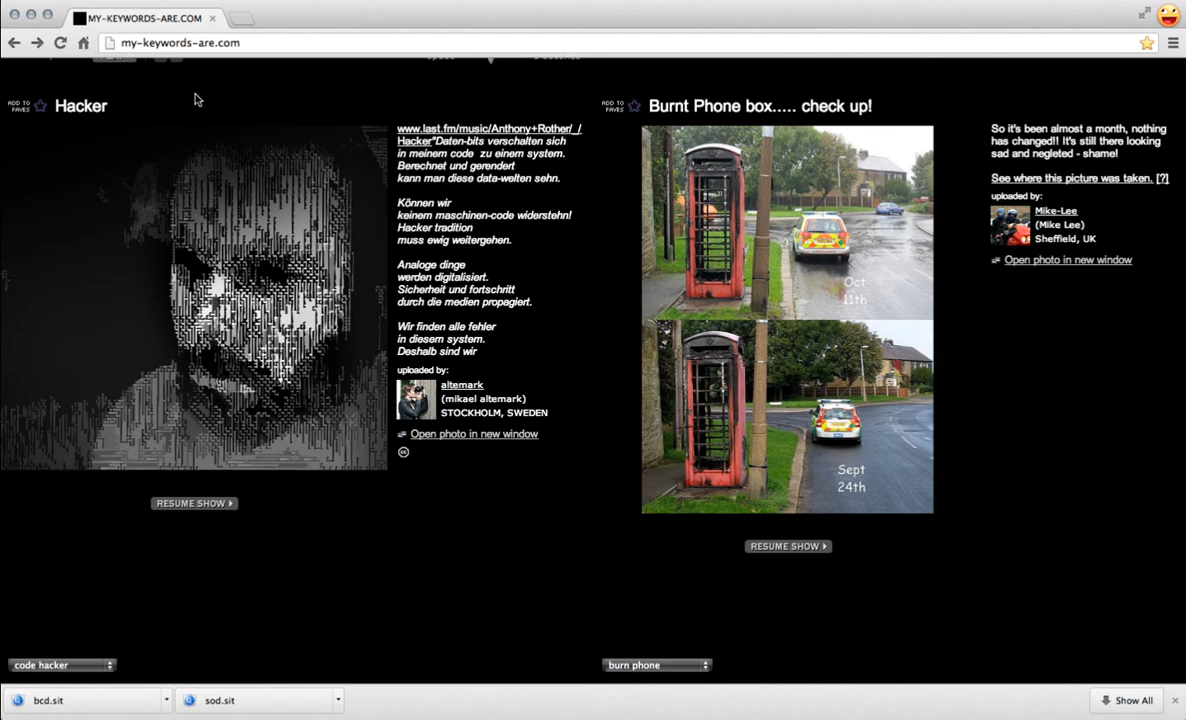 MY-KEYWORDS-ARE.COM
my-keywords-are.com
ADD TO
FAVES
Hacker
www.last.fm/music/Anthony+Rother/_/
Hacker"Daten-bits verschalten sich
in meinem code zu einem system.
Berechnet und gerendert
kann man diese data-welten sehn.
Können wir
keinem maschinen-code widerstehn!
Hacker tradition
muss ewig weitergehen.
Analoge dinge
werden digitalisiert.
Sicherheit und fortschritt
durch die medien propagiert.
Wir finden alle fehler
in diesem system.
Deshalb sind wir
uploaded by:
altemark
(mikael altemark)
STOCKHOLM, SWEDEN
Open photo in new window
cc
RESUME SHOW
code hacker
ADD TO
FAVES
Burnt Phone box..... check up!
Oct
11th
Sept
24th
So it's been almost a month, nothing
has changed!! It's still there looking
sad and negleted - shame!
See where this picture was taken. [?]
uploaded by:
Mike-Lee
(Mike Lee)
Sheffield, UK
Open photo in new window
RESUME SHOW
burn phone
bcd.sit
sod.sit
Show All